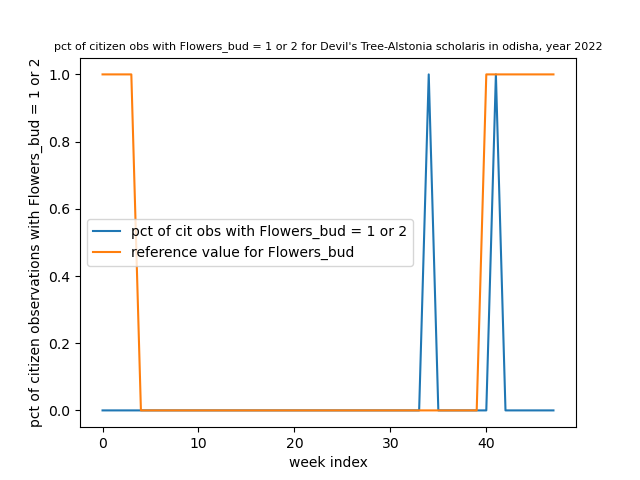 pct of citizen obs with Flowers_bud = 1 or 2 for Devil's Tree-Alstonia scholaris in odisha, year 2022
pct of citizen observations with Flowers_bud = 1 or 2
1.0
0.8
0.6
0.4
0.2
0.0
pct of cit obs with Flowers_bud = 1 or 2
reference value for Flowers_bud
0 10 20 30 40
week index